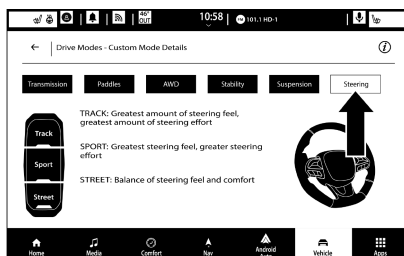 46°
OUT
10:58
FM 101.1 HD-1
Drive Modes - Custom Mode Details
Transmission
Paddles
AWD
Stability
Suspension
Steering
Track
Sport
Street
TRACK: Greatest amount of steering feel,
greatest amount of steering effort
SPORT: Greatest steering feel, greater steering
effort
STREET: Balance of steering feel and comfort
Home
Media
Comfort
Nav
Android
Auto
Vehicle
Apps